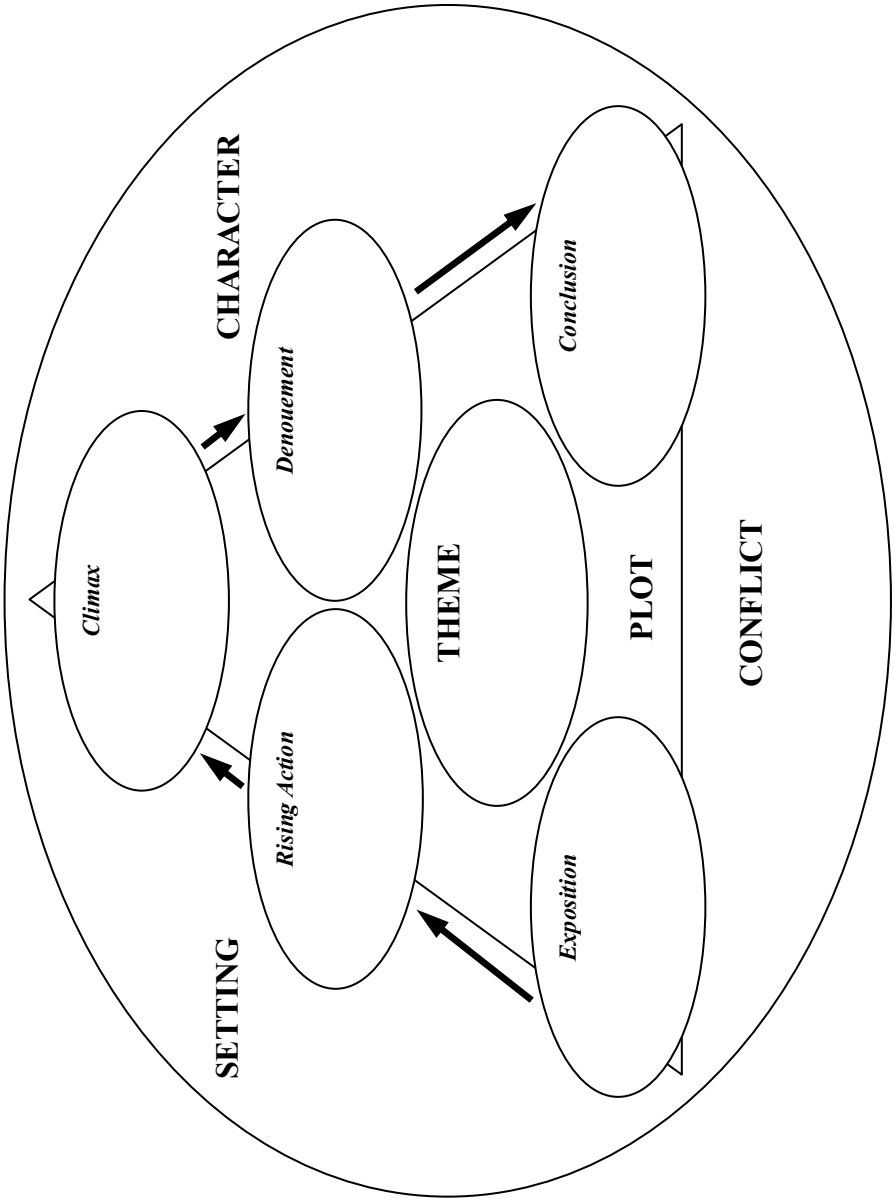 Climax
SETTING
CHARACTER
Rising Action
Denouement
THEME
Exposition
Conclusion
PLOT
CONFLICT